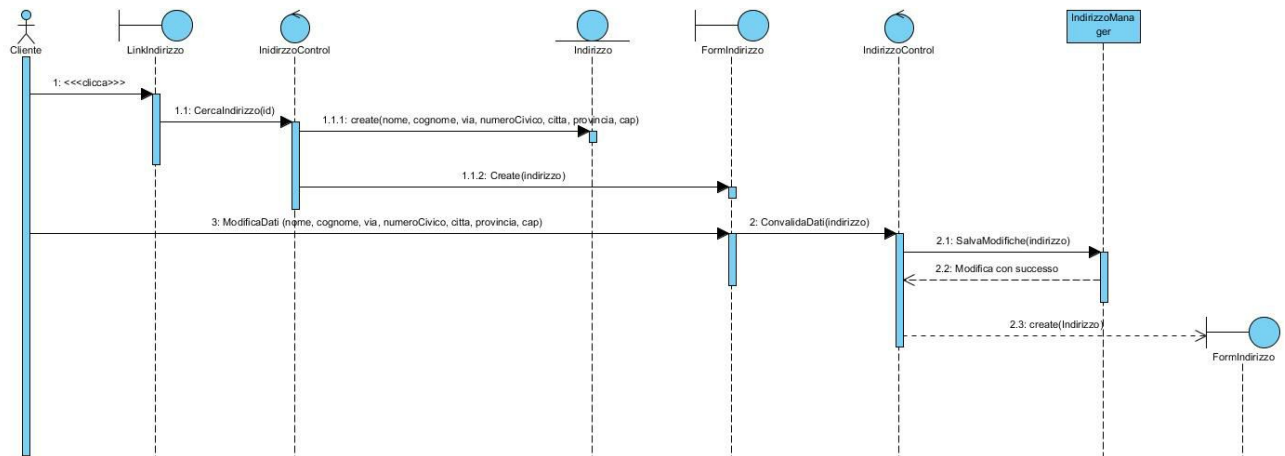 IndirizzoMana
ger
Cliente
LinkIndirizzo
InidirzzoControl
Indirizzo
FormIndirizzo
IndirizzoControl
1: <<<clicca>>>
1.1: CercaIndirizzo(id)
1.1.1: create(nome, cognome, via, numeroCivico, citta, provincia, cap)
1.1.2: Create(indirizzo)
3: ModificaDati (nome, cognome, via, numeroCivico, citta, provincia, cap)
2: ConvalidaDati(indirizzo)
2.1: SalvaModifiche(indirizzo)
2.2: Modifica con successo
2.3: create(Indirizzo)
FormIndirizzo